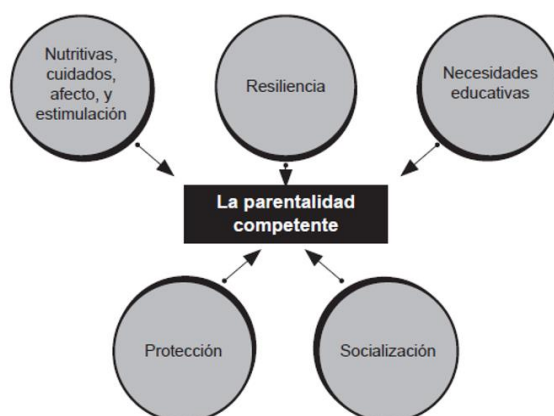 Nutritivas,
cuidados,
afecto, y
estimulación
Resiliencia
Necesidades
educativas
La parentalidad
competente
Protección
Socialización